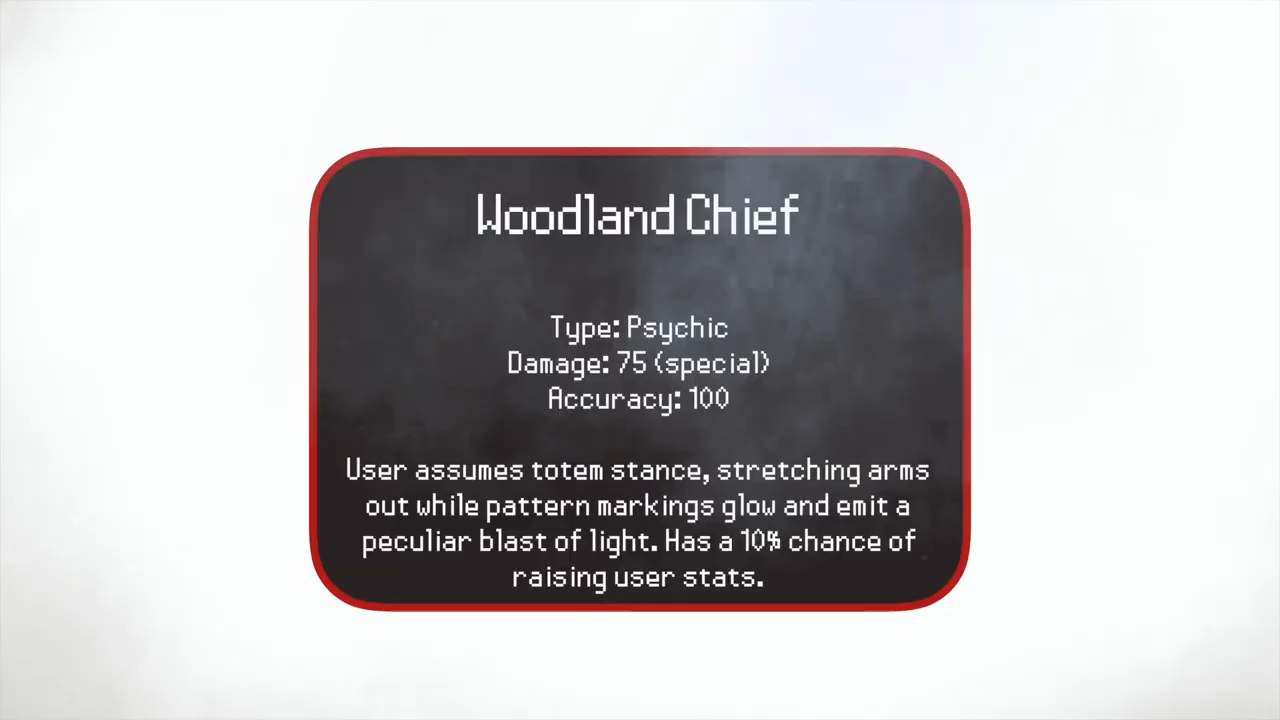 Woodland Chief
Type: Psychic
Damage: 75 (special)
Accuracy: 100
User assumes totem stance, stretching arms
out while pattern markings glow and emit a
peculiar blast of light. Has a 10% chance of
raising user stats.